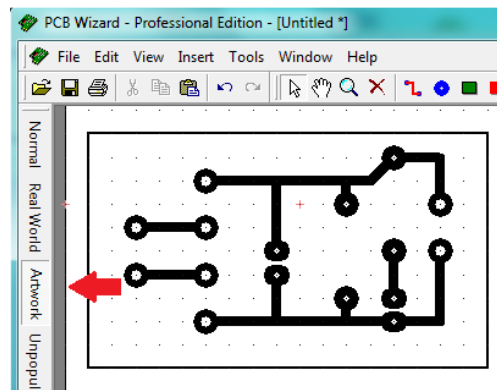 PCB Wizard - Professional Edition - [Untitled *]
File Edit View Insert Tools Window Help
Normal
Real World
Artwork
Unpopul